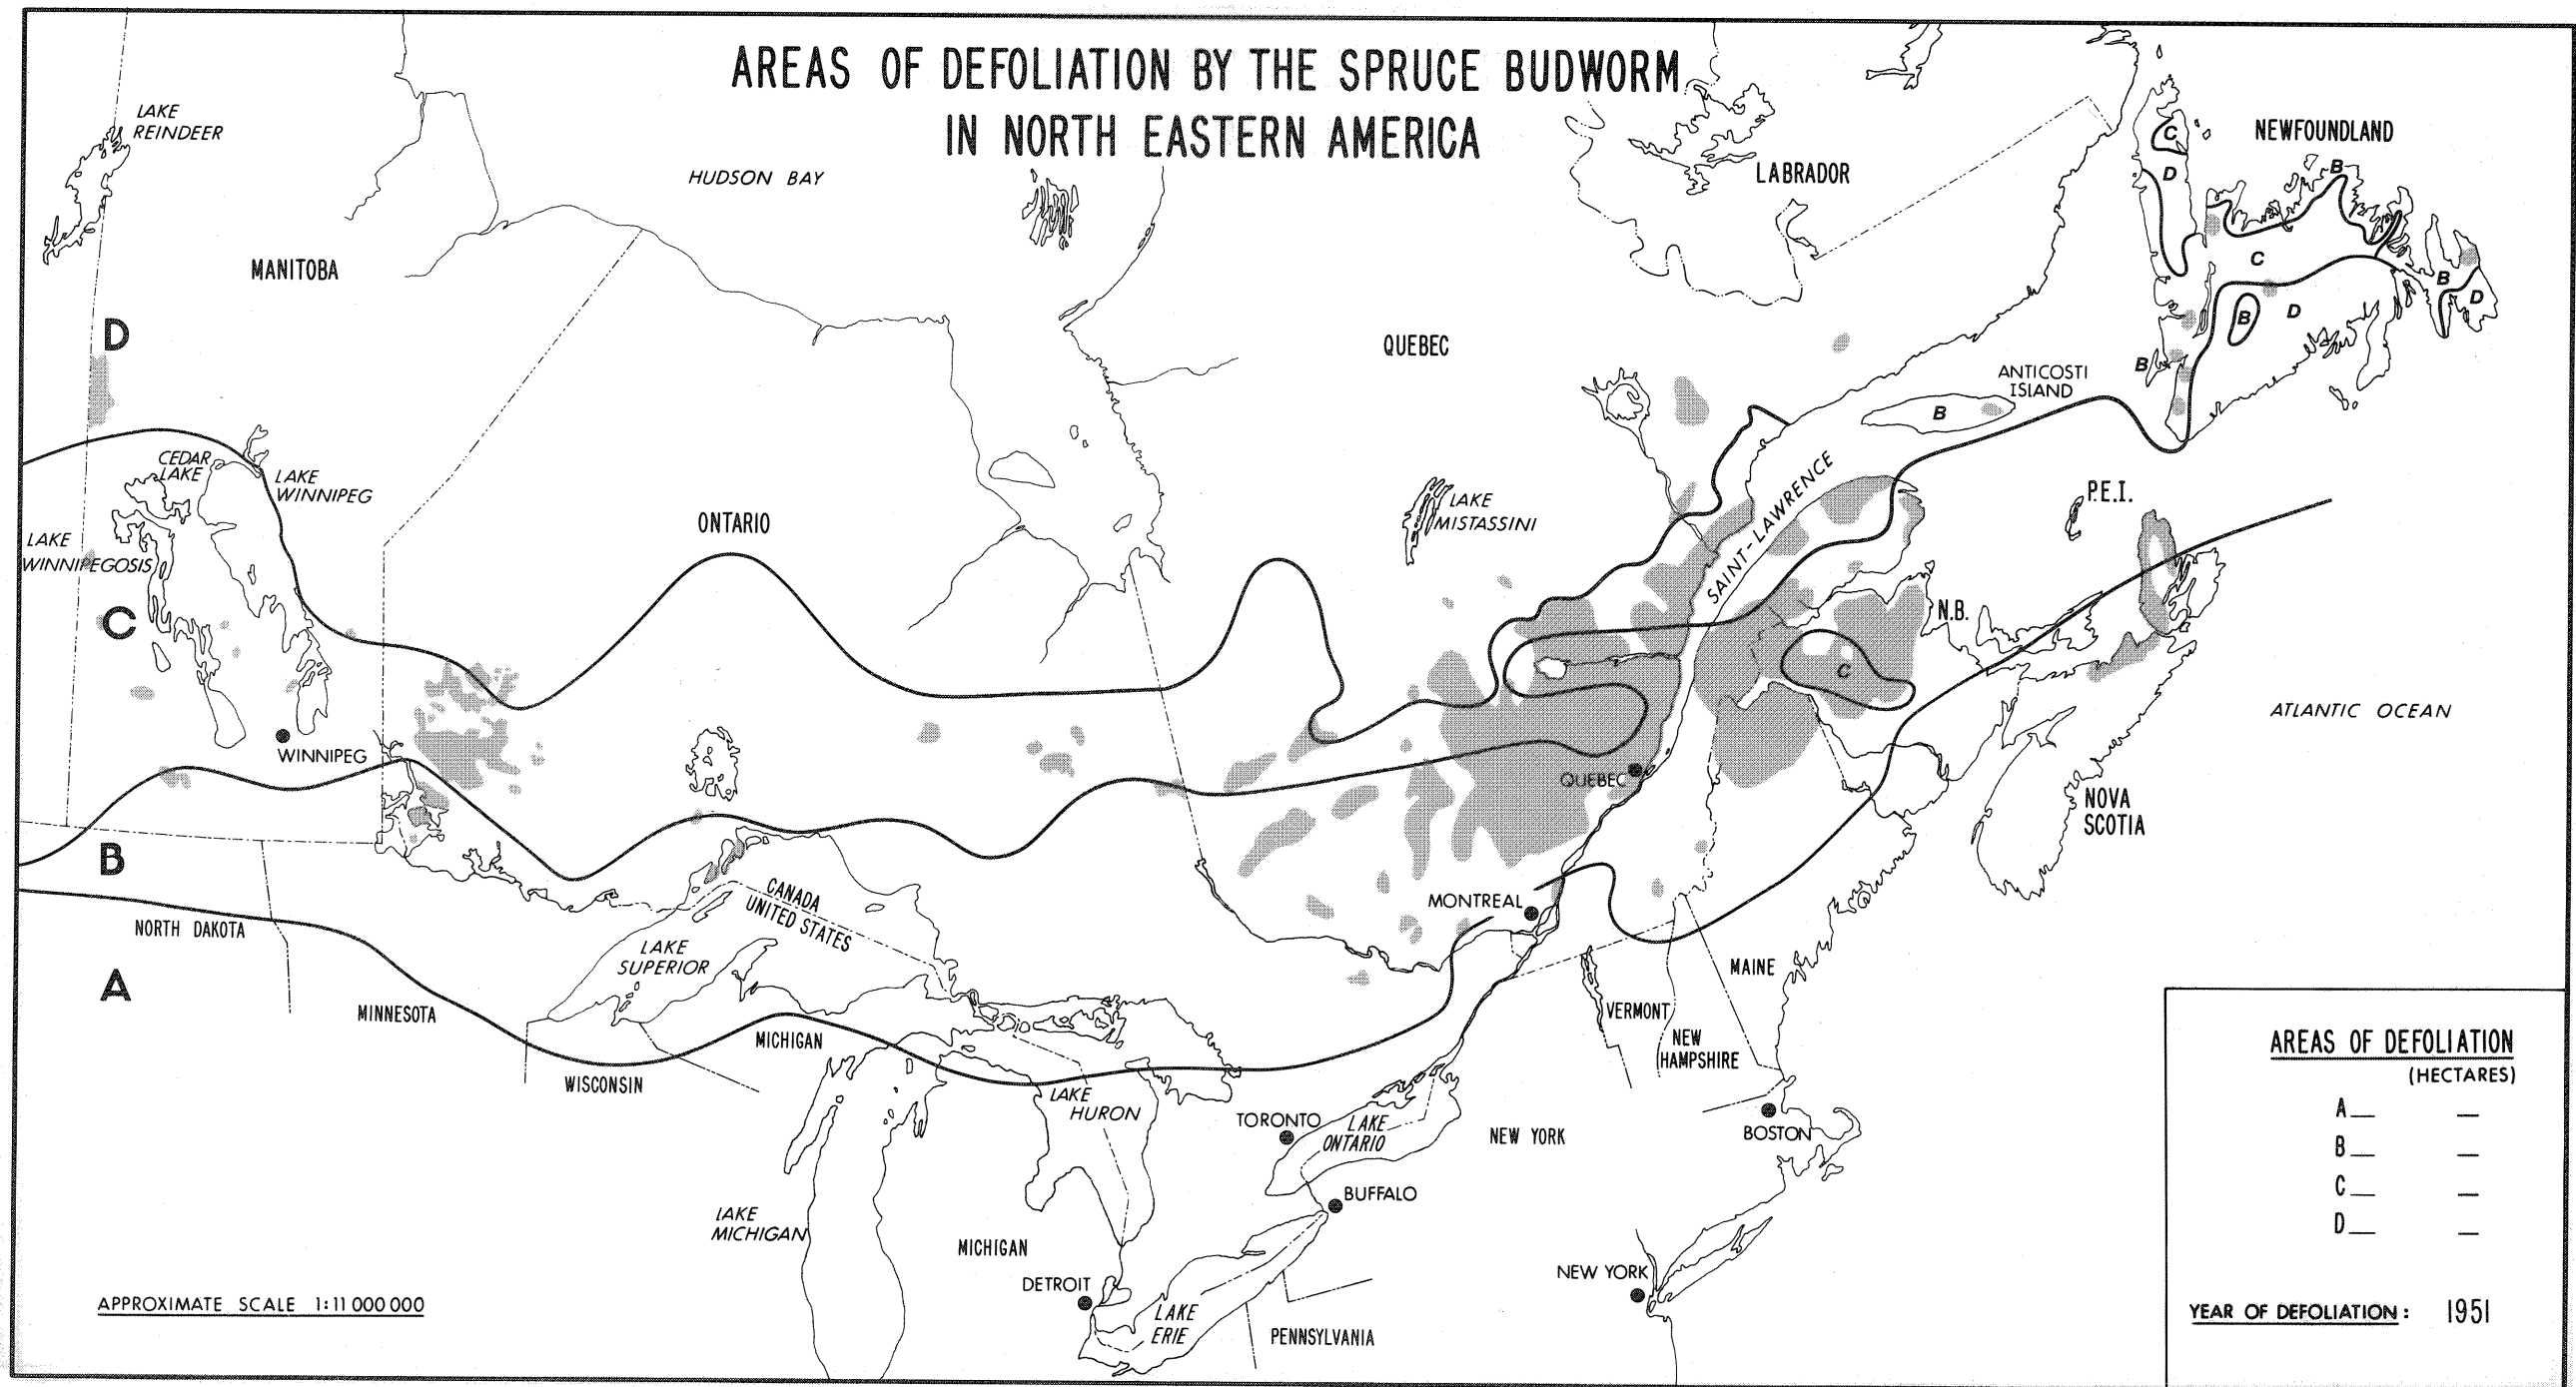 AREAS OF DEFOLIATION BY THE SPRUCE BUDWORM
IN NORTH EASTERN AMERICA
LAKE
REINDEER
HUDSON BAY
MANITOBA
LABRADOR
NEWFOUNDLAND
C
D
B
C
B
D
B
D
B
D
QUEBEC
ANTICOSTI
ISLAND
B
CEDAR
LAKE
LAKE
WINNIPEG
ONTARIO
LAKE
MISTASSINI
SAINT-LAWRENCE
P.E.I.
LAKE
WINNIPEGOSIS
C
N.B.
C
ATLANTIC OCEAN
WINNIPEG
QUEBEC
NOVA
SCOTIA
B
CANADA
UNITED STATES
MONTREAL
NORTH DAKOTA
LAKE
SUPERIOR
MAINE
A
MINNESOTA
VERMONT
NEW
HAMPSHIRE
MICHIGAN
WISCONSIN
LAKE
HURON
TORONTO
LAKE
ONTARIO
NEW YORK
BOSTON
BUFFALO
LAKE
MICHIGAN
MICHIGAN
DETROIT
NEW YORK
LAKE
ERIE
PENNSYLVANIA
APPROXIMATE SCALE 1:11 000 000
AREAS OF DEFOLIATION
(HECTARES)
A__ —
B__ —
C__ —
D__ —
YEAR OF DEFOLIATION: 1951